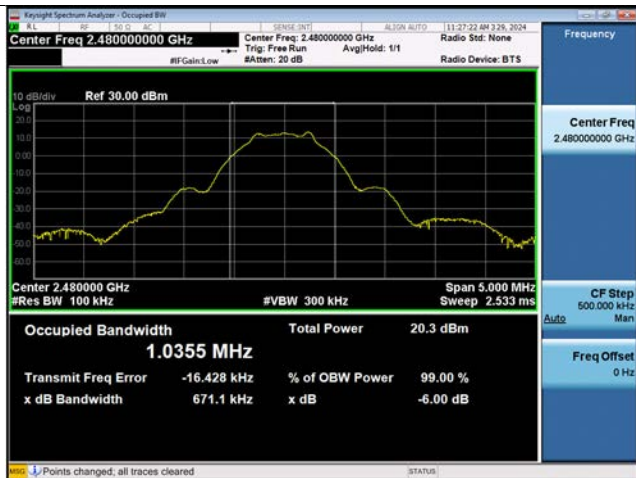 Keysight Spectrum Analyzer - Occupied BW
RL RF 50 Ω AC SENSE:INT ALIGN AUTO 11:27:22 AM 3 29, 2024
Center Freq 2.480000000 GHz
Center Freq: 2.480000000 GHz
Radio Std: None
Trig: Free Run Avg|Hold: 1/1
#IFGain:Low #Atten: 20 dB Radio Device: BTS
10 dB/div Ref 30.00 dBm
Log
20.0
10.0
0.00
-10.0
-20.0
-30.0
-40.0
-50.0
-60.0
Center 2.480000 GHz Span 5.000 MHz
#Res BW 100 kHz #VBW 300 kHz Sweep 2.533 ms
Occupied Bandwidth Total Power 20.3 dBm
1.0355 MHz
Transmit Freq Error -16.428 kHz % of OBW Power 99.00 %
x dB Bandwidth 671.1 kHz x dB -6.00 dB
Frequency
Center Freq
2.480000000 GHz
CF Step
500.000 kHz
Auto Man
Freq Offset
0 Hz
MSG Points changed; all traces cleared STATUS